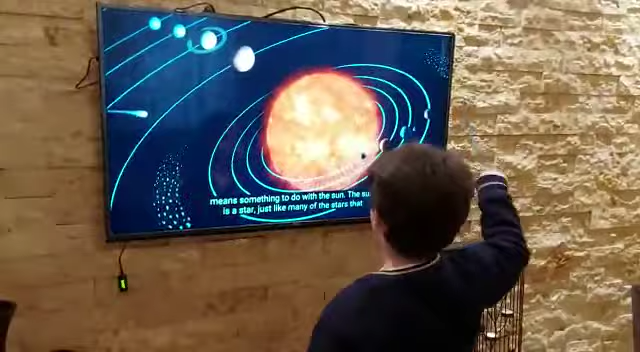 means something to do with the sun. The su
is a star, just like many of the stars that